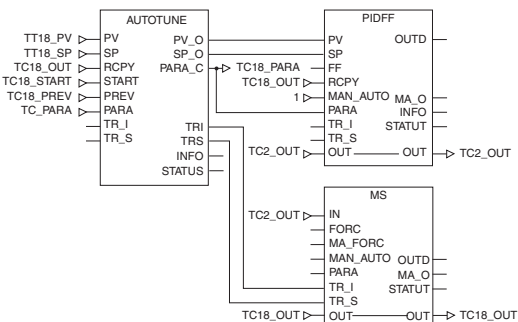 AUTOTUNE
TT18_PV PV PV_O
TT18_SP SP SP_O
TC18_OUT RCPY PARA_C TC18_PARA
TC18_START START
TC18_PREV PREV
TC_PARA PARA
TR_I
TR_S
TRI
TRS
INFO
STATUS
PIDFF
PV OUTD
SP
FF
TC18_OUT RCPY
1 MAN_AUTO MA_O
PARA INFO
TR_I STATUT
TR_S
TC2_OUT OUT OUT TC2_OUT
MS
TC2_OUT IN
FORC
MA_FORC
MAN_AUTO OUTD
PARA MA_O
TR_I STATUT
TR_S
TC18_OUT OUT OUT TC18_OUT